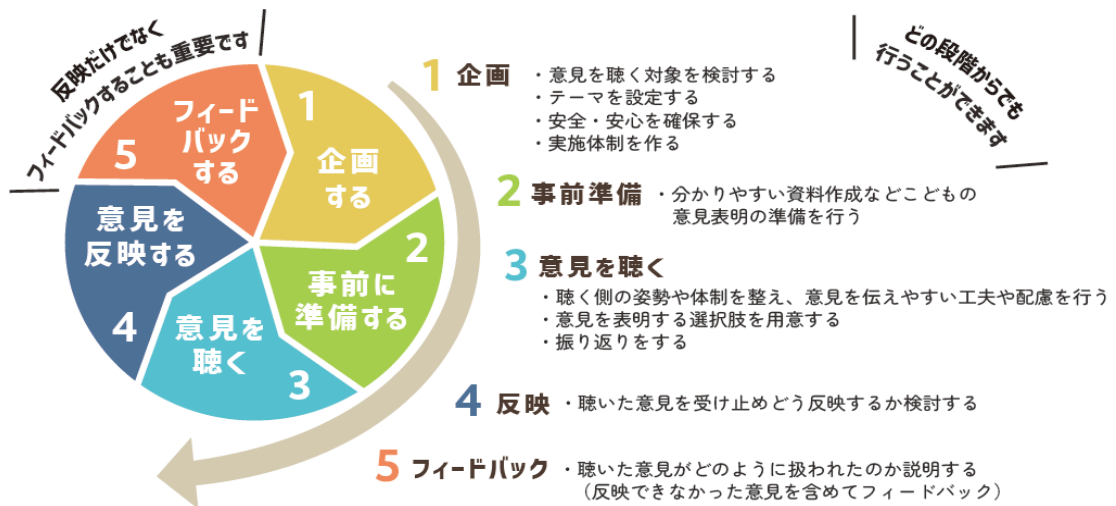 反映だけでなく
フィードバックすることも重要です
どの段階からでも
行うことができます
1
企画
する
2
事前に
準備する
意見を
聴く
3
意見を
反映する
4
フィード
バック
する
5
1 企画
・意見を聴く対象を検討する
・テーマを設定する
・安全・安心を確保する
・実施体制を作る
2 事前準備
・分かりやすい資料作成などこどもの
意見表明の準備を行う
3 意見を聴く
・聴く側の姿勢や体制を整え、意見を伝えやすい工夫や配慮を行う
・意見を表明する選択肢を用意する
・振り返りをする
4 反映
・聴いた意見を受け止めどう反映するか検討する
5 フィードバック
・聴いた意見がどのように扱われたのか説明する
（反映できなかった意見を含めてフィードバック）